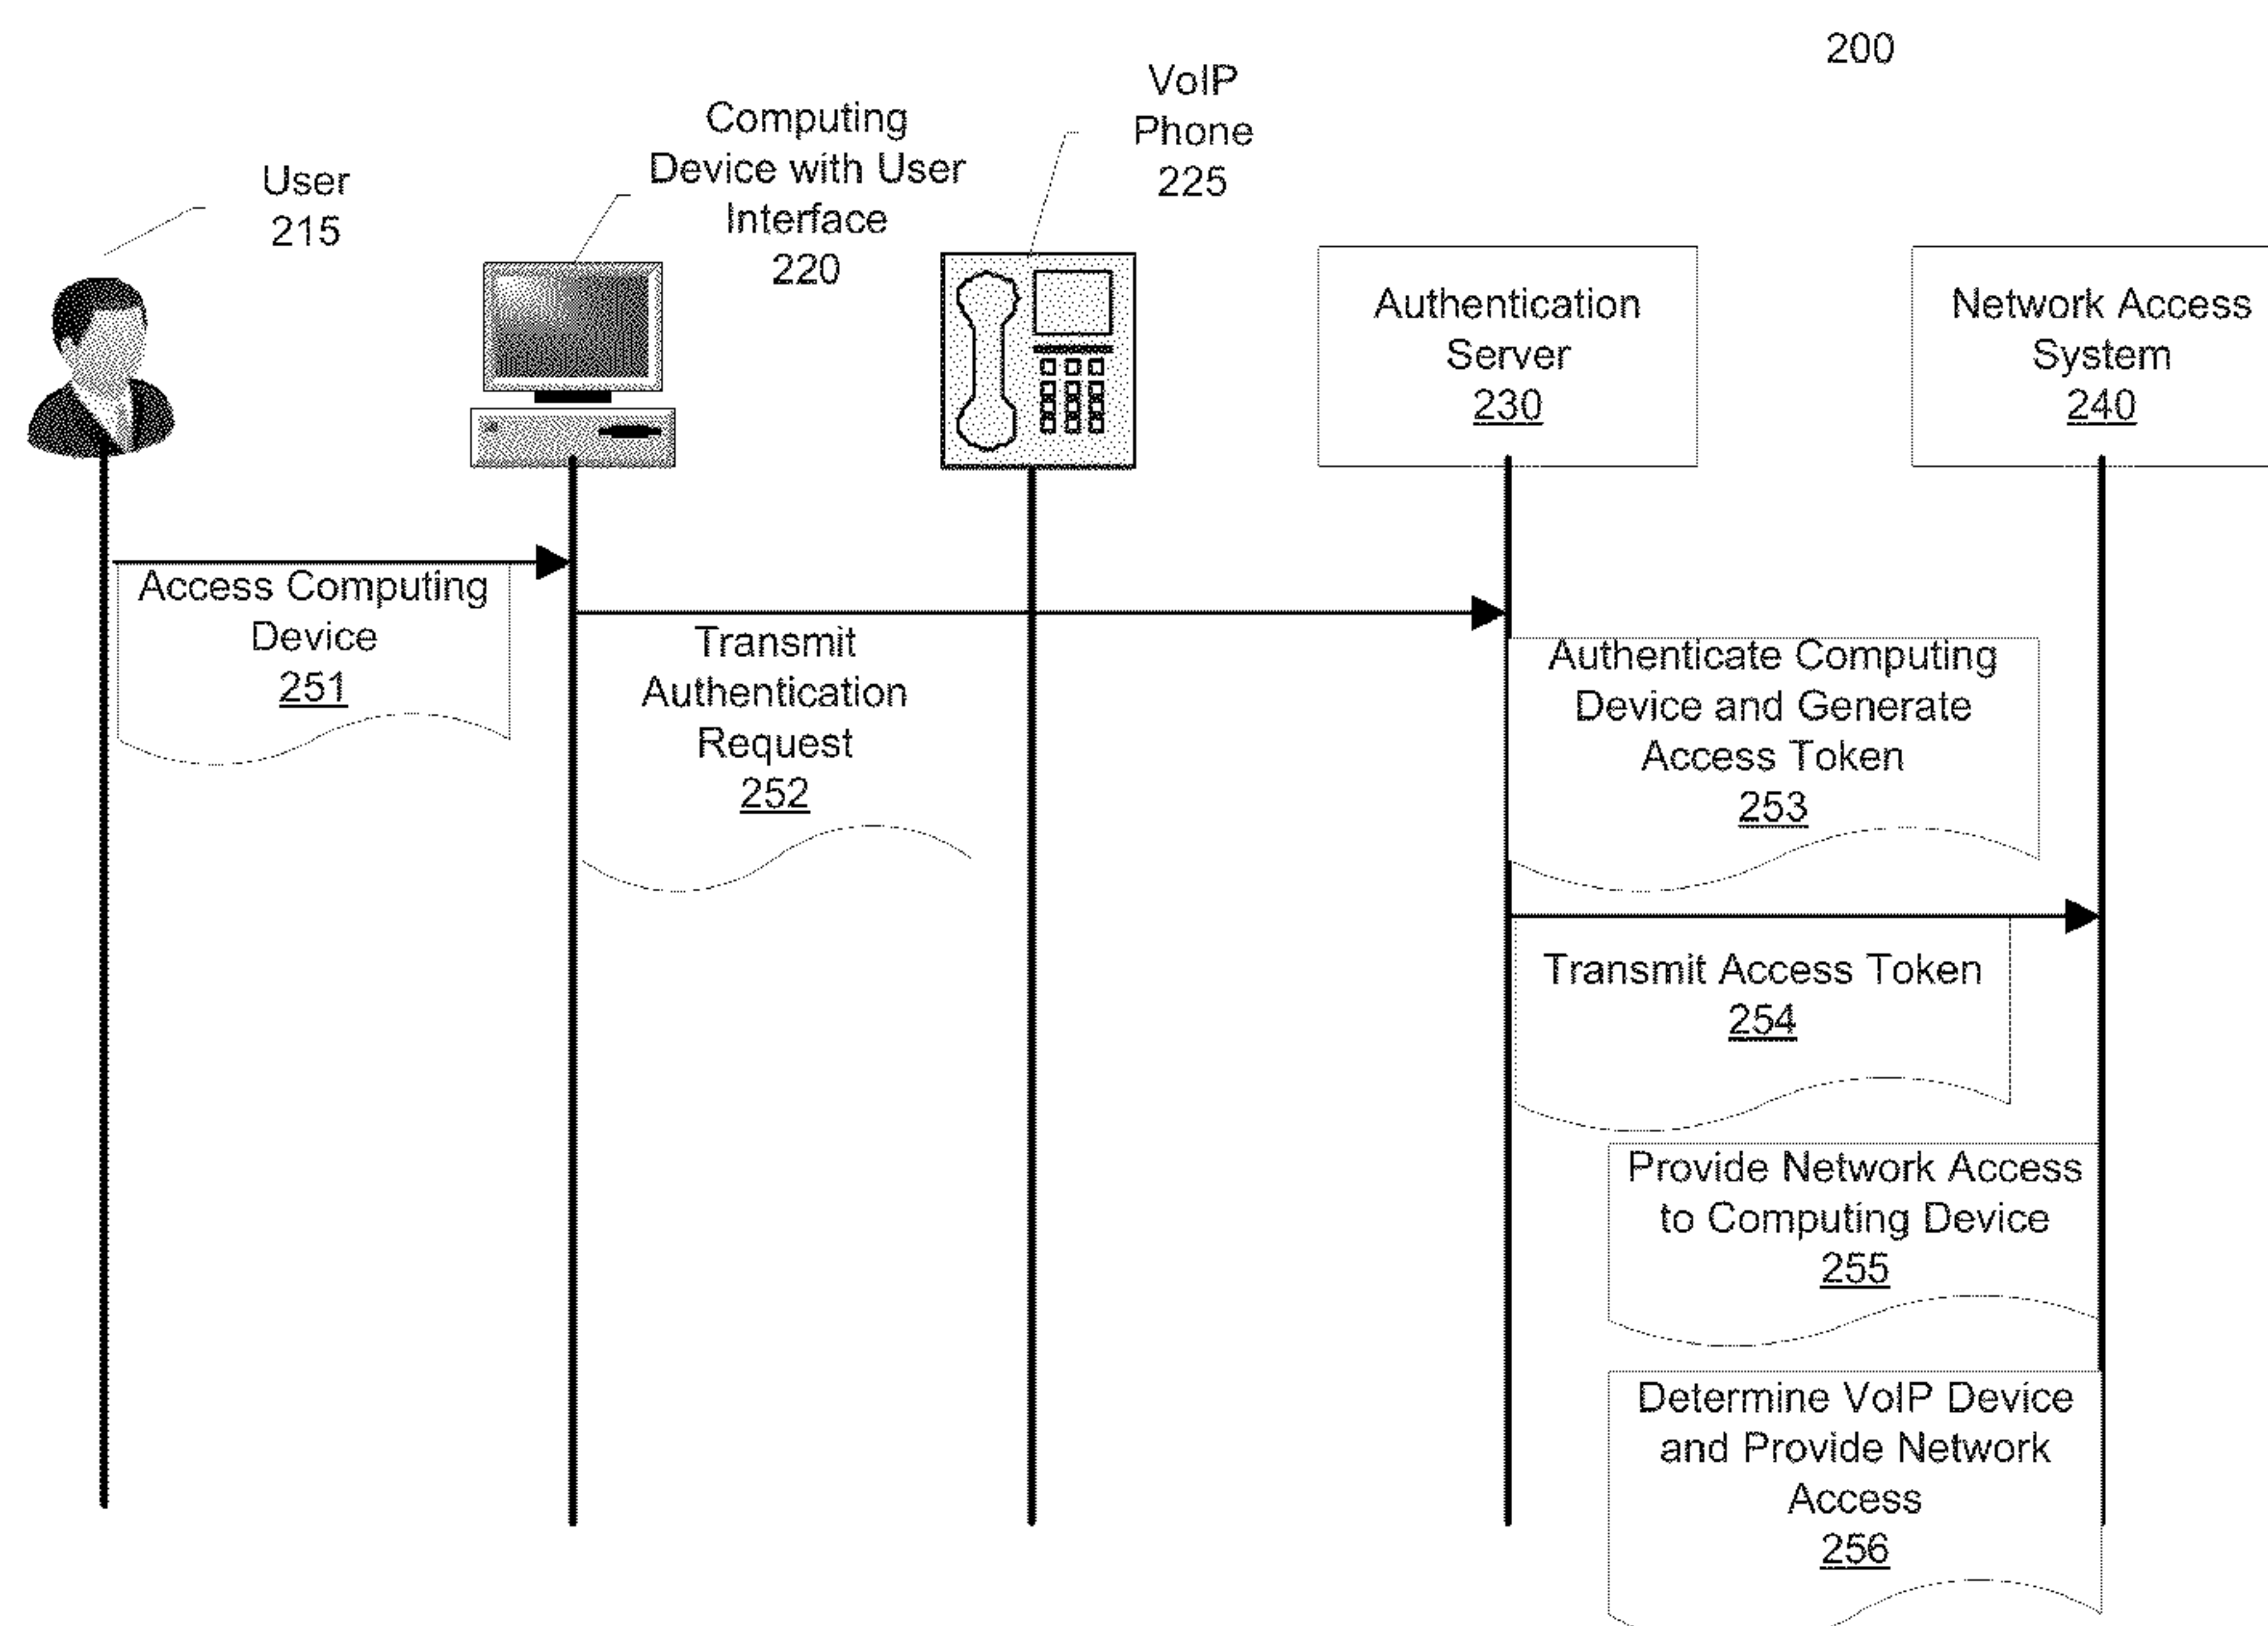 200
User
215
Computing
Device with User
Interface
220
VoIP
Phone
225
Authentication
Server
230
Network Access
System
240
Access Computing
Device
251
Transmit
Authentication
Request
252
Authenticate Computing
Device and Generate
Access Token
253
Transmit Access Token
254
Provide Network Access
to Computing Device
255
Determine VoIP Device
and Provide Network
Access
256